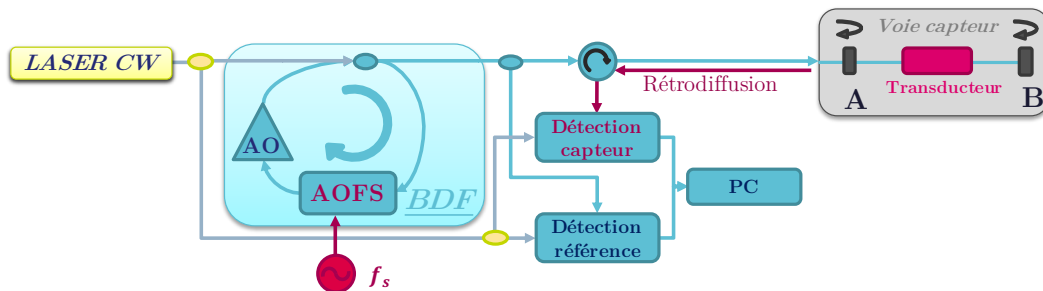 LASER CW
AO
AOFS
BDF
f_s
Rétrodiffusion
Détection
capteur
Détection
référence
PC
Voie capteur
A
Transducteur
B